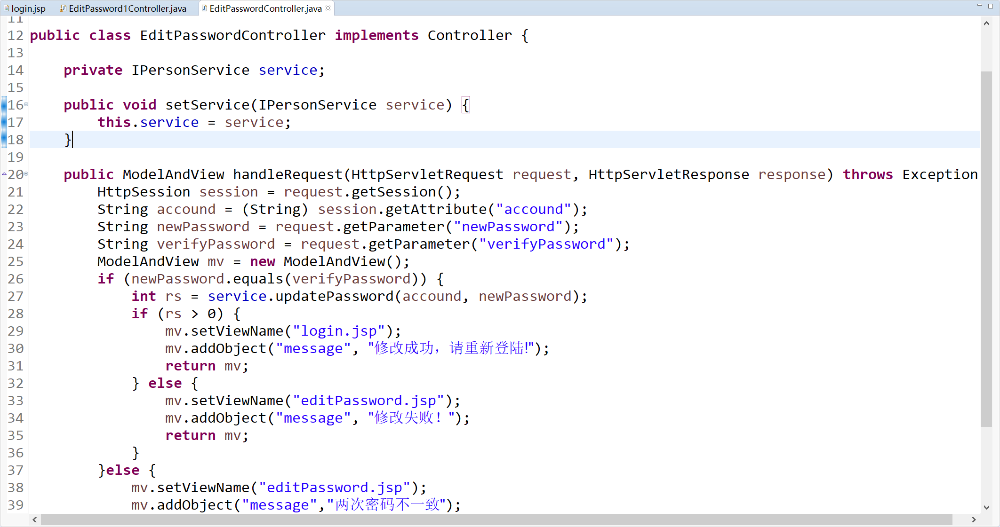 login.jsp EditPassword1Controller.java EditPasswordController.java
11
12 public class EditPasswordController implements Controller {
13
14     private IPersonService service;
15
16     public void setService(IPersonService service) {
17         this.service = service;
18     }
19
20     public ModelAndView handleRequest(HttpServletRequest request, HttpServletResponse response) throws Exception
21         HttpSession session = request.getSession();
22         String accound = (String) session.getAttribute("accound");
23         String newPassword = request.getParameter("newPassword");
24         String verifyPassword = request.getParameter("verifyPassword");
25         ModelAndView mv = new ModelAndView();
26         if (newPassword.equals(verifyPassword)) {
27             int rs = service.updatePassword(accound, newPassword);
28             if (rs > 0) {
29                 mv.setViewName("login.jsp");
30                 mv.addObject("message", "修改成功，请重新登陆!");
31                 return mv;
32             } else {
33                 mv.setViewName("editPassword.jsp");
34                 mv.addObject("message", "修改失败！");
35                 return mv;
36             }
37         }else {
38             mv.setViewName("editPassword.jsp");
39             mv.addObject("message","两次密码不一致");